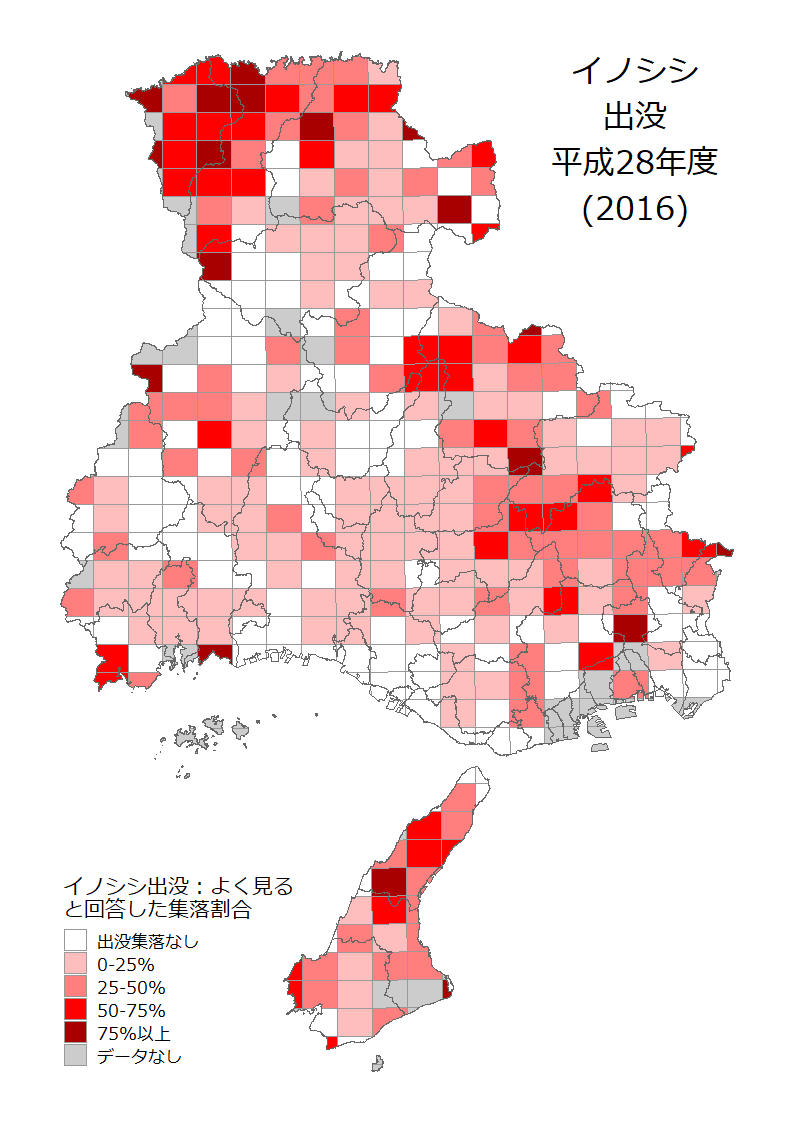 イノシシ
出没
平成28年度
(2016)
イノシシ出没：よく見る
と回答した集落割合
出没集落なし
0-25%
25-50%
50-75%
75%以上
データなし